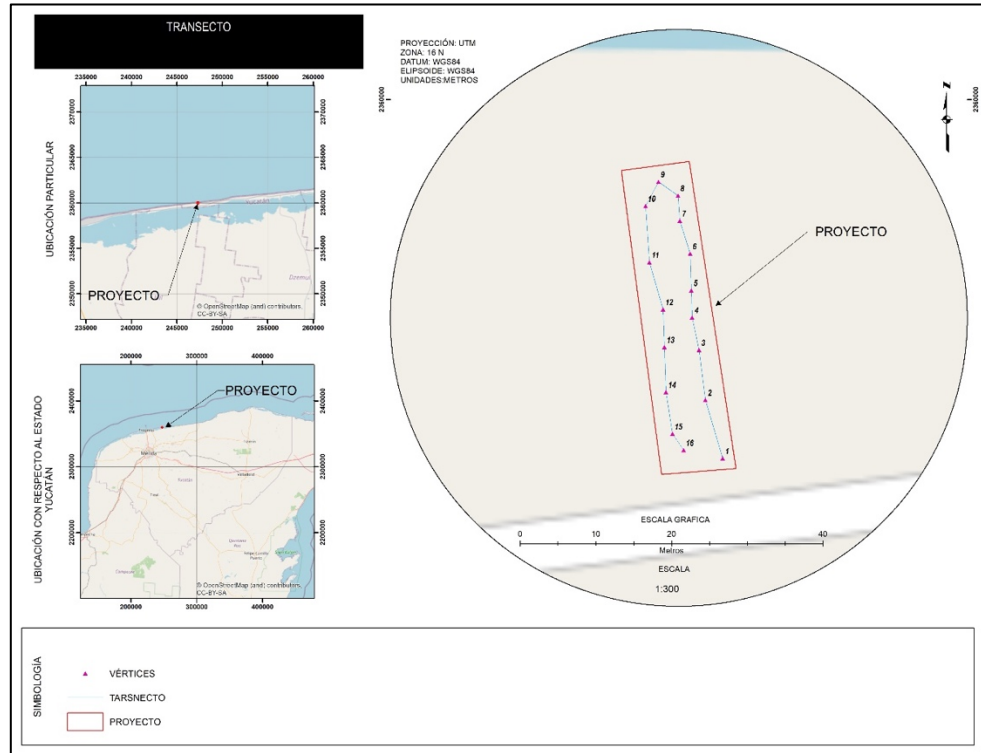 TRANSECTO
235000 240000 245000 250000 255000 260000
2370000
2365000
2360000
2355000
2350000
UBICACIÓN PARTICULAR
PROYECTO
© OpenStreetMap (and) contributors,
CC-BY-SA
235000 240000 245000 250000 255000 260000
200000 300000 400000
2400000
2300000
2200000
UBICACIÓN CON RESPECTO AL ESTADO
YUCATÁN
PROYECTO
Mérida
© OpenStreetMap (and) contributors,
CC-BY-SA
200000 300000 400000
PROYECCIÓN: UTM
ZONA: 16 N
DATUM: WGS84
ELIPSOIDE: WGS84
UNIDADES:METROS
2360000
2360000
9
8
10
7
6
11
5
12
4
13
3
14
2
15
16
1
PROYECTO
ESCALA GRAFICA
0 10 20 40
Metros
ESCALA
1:300
SIMBOLOGÍA
VÉRTICES
TARSNECTO
PROYECTO